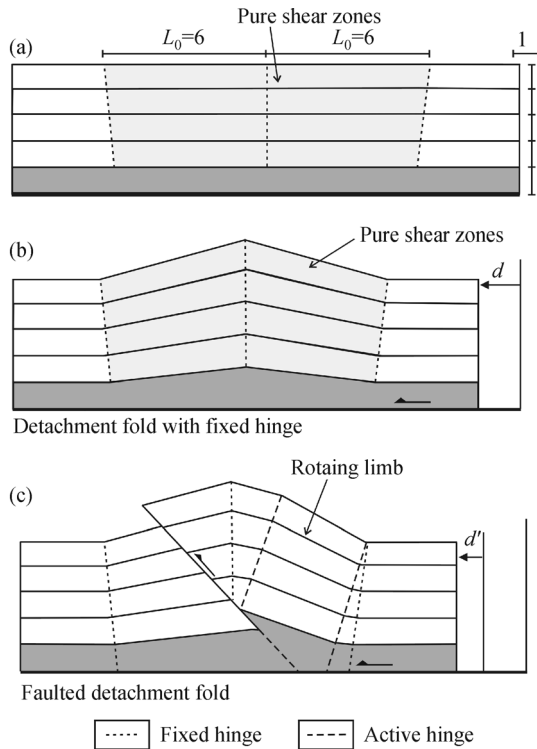 Pure shear zones
(a)
L₀=6
L₀=6
1
(b)
Pure shear zones
d
Detachment fold with fixed hinge
(c)
Rotaing limb
d'
Faulted detachment fold
Fixed hinge
Active hinge